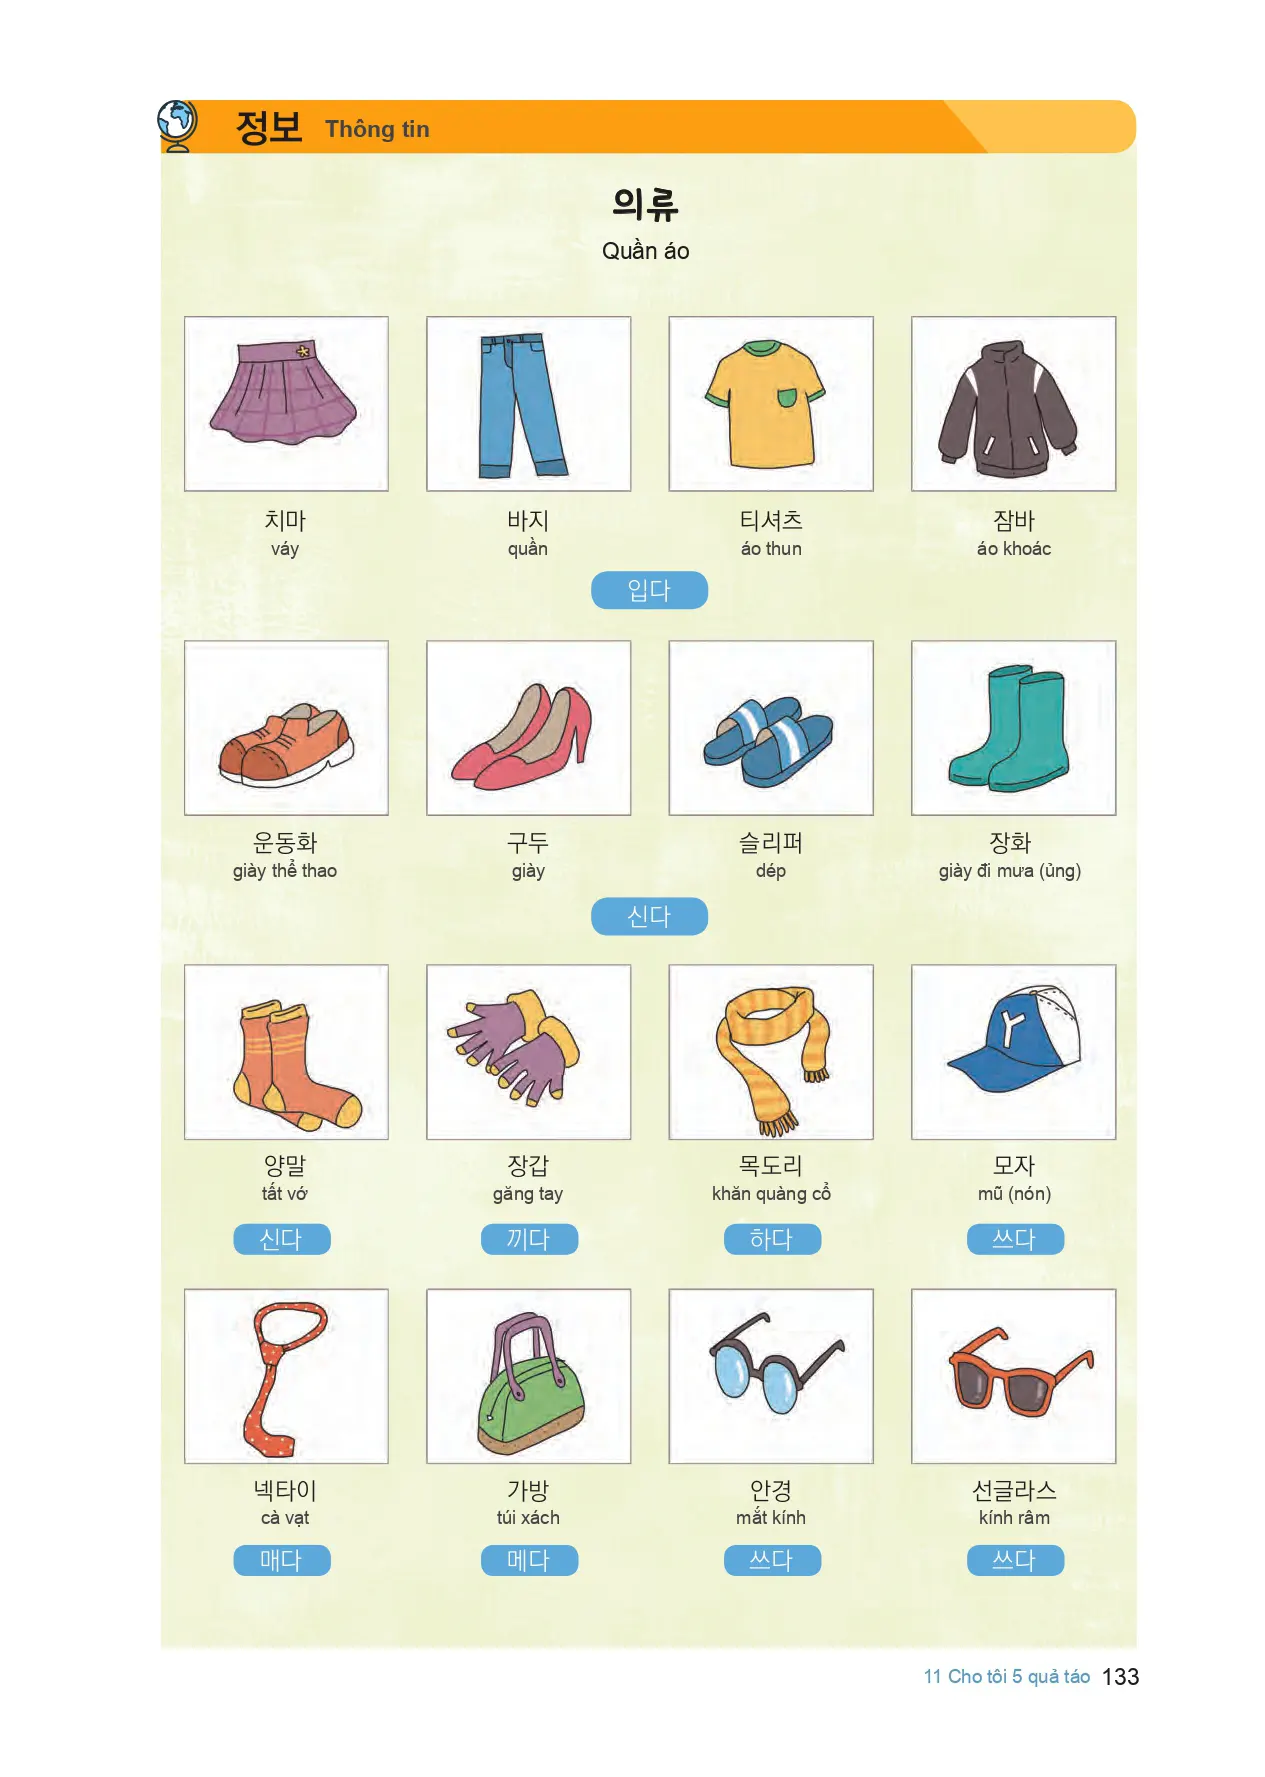 정보 Thông tin
의류
Quần áo
치마 바지 티셔츠 잠바
váy quần áo thun áo khoác
입다
운동화 구두 슬리퍼 장화
giày thể thao giày dép giày đi mưa (ủng)
신다
양말 장갑 목도리 모자
tất vớ găng tay khăn quàng cổ mũ (nón)
신다 끼다 하다 쓰다
넥타이 가방 안경 선글라스
cà vạt túi xách mắt kính kính râm
매다 메다 쓰다 쓰다
11 Cho tôi 5 quả táo 133